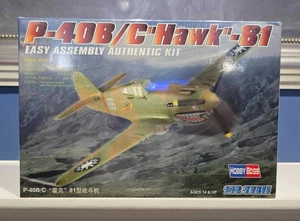 P-40B/C"Hawk"-81
EASY ASSEMBLY AUTHENTIC KIT
HOBBY BOSS
P-40B/C "霍克" 81型战斗机
AGES 14 & UP